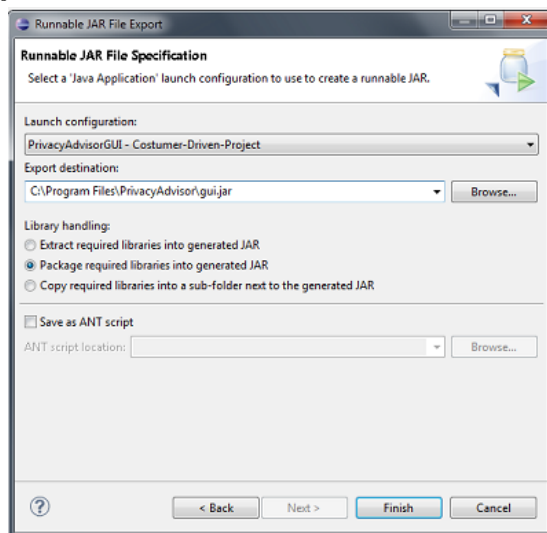 Runnable JAR File Export
Runnable JAR File Specification
Select a 'Java Application' launch configuration to use to create a runnable JAR.
Launch configuration:
PrivacyAdvisorGUI - Costumer-Driven-Project
Export destination:
C:\Program Files\PrivacyAdvisor\gui.jar
Browse...
Library handling:
Extract required libraries into generated JAR
Package required libraries into generated JAR
Copy required libraries into a sub-folder next to the generated JAR
Save as ANT script
ANT script location:
Browse...
? < Back Next > Finish Cancel